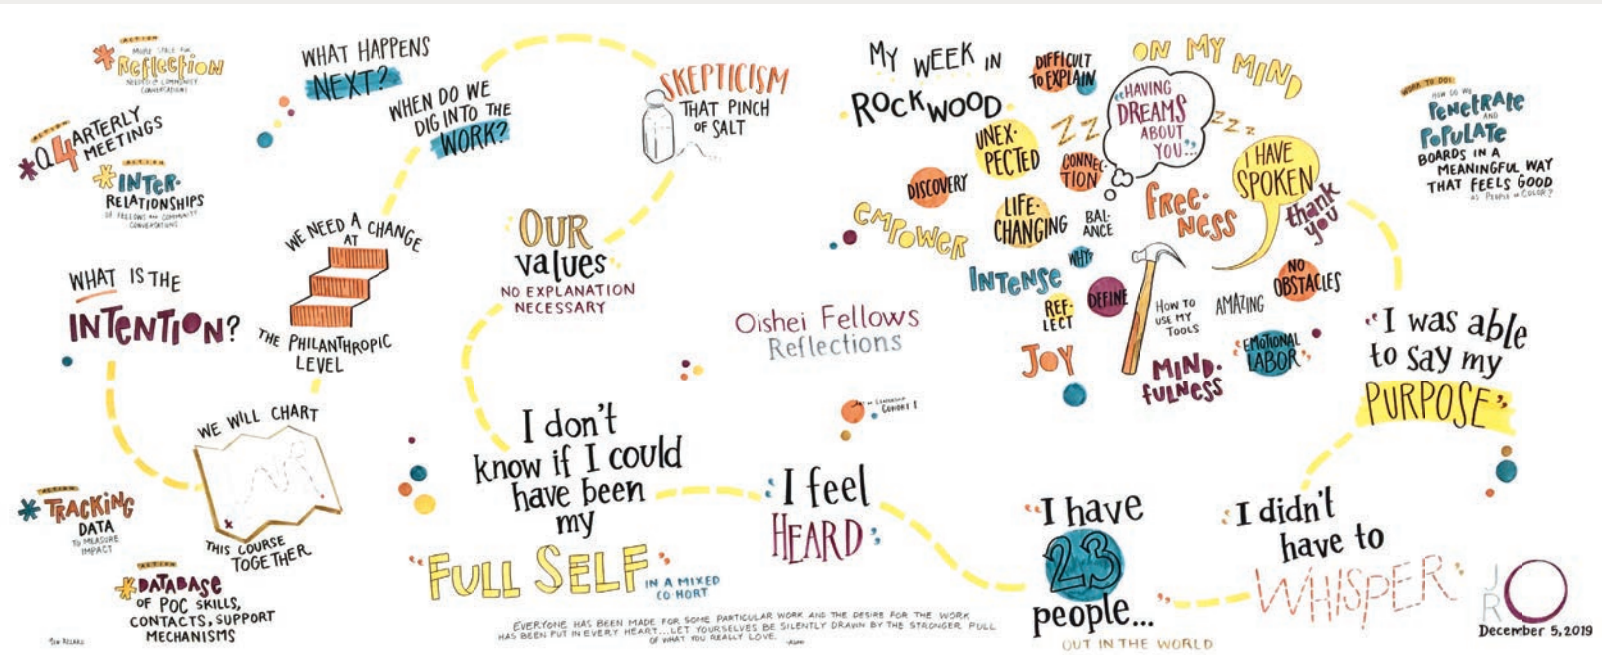 ACTION
MORE SPACE FOR
REFLECTION
NEEDED @ COMMUNITY
CONVERSATIONS
ACTION
Q4ARTERLY
MEETINGS
ACTION
INTER-
RELATIONSHIPS
OF FELLOWS AND COMMUNITY
CONVERSATIONS
WHAT IS THE
INTENTION?
WHAT HAPPENS
NEXT?
WHEN DO WE
DIG INTO THE
WORK?
WE NEED A CHANGE
AT
THE PHILANTHROPIC
LEVEL
WE WILL CHART
THIS COURSE
TOGETHER
ACTION
TRACKING
DATA
TO MEASURE
IMPACT
ACTION
DATABASE
OF POC SKILLS,
CONTACTS, SUPPORT
MECHANISMS
SKEPTICISM
THAT PINCH
OF SALT
OUR
values
NO EXPLANATION
NECESSARY
Oishei Fellows
Reflections
COHORT 1
I don't
know if I could
have been
my
"FULL SELF"
IN A MIXED
CO-HORT
"I feel
HEARD"
EVERYONE HAS BEEN MADE FOR SOME PARTICULAR WORK AND THE DESIRE FOR THE WORK
HAS BEEN PUT IN EVERY HEART...LET YOURSELVES BE SILENTLY DRAWN BY THE STRONGER PULL
OF WHAT YOU REALLY LOVE.
MY WEEK IN
ROCKWOOD
DIFFICULT
TO EXPLAIN
ON MY MIND
"HAVING
DREAMS
ABOUT
YOU"...
ZZ
ZZZ
UNEX-
PECTED
CONNEC-
TION
DISCOVERY
I HAVE
SPOKEN
thank
you
EMPOWER
LIFE-
CHANGING
BAL-
ANCE
FREE-
NESS
WHY?
INTENSE
DEFINE
REF-
LECT
HOW TO
USE MY
TOOLS
AMAZING
NO
OBSTACLES
JOY
MIND-
fulness
"EMOTIONAL
LABOR"
WORK TO DO!
HOW DO WE
PENETRATE
AND
POPULATE
BOARDS IN A
MEANINGFUL WAY
THAT FEELS GOOD
AS PEOPLE OF COLOR?
"I was able
to say my
PURPOSE"
"I didn't
have to
WHISPER"
"I have
23
people..."
OUT IN THE WORLD
JRO
December 5, 2019